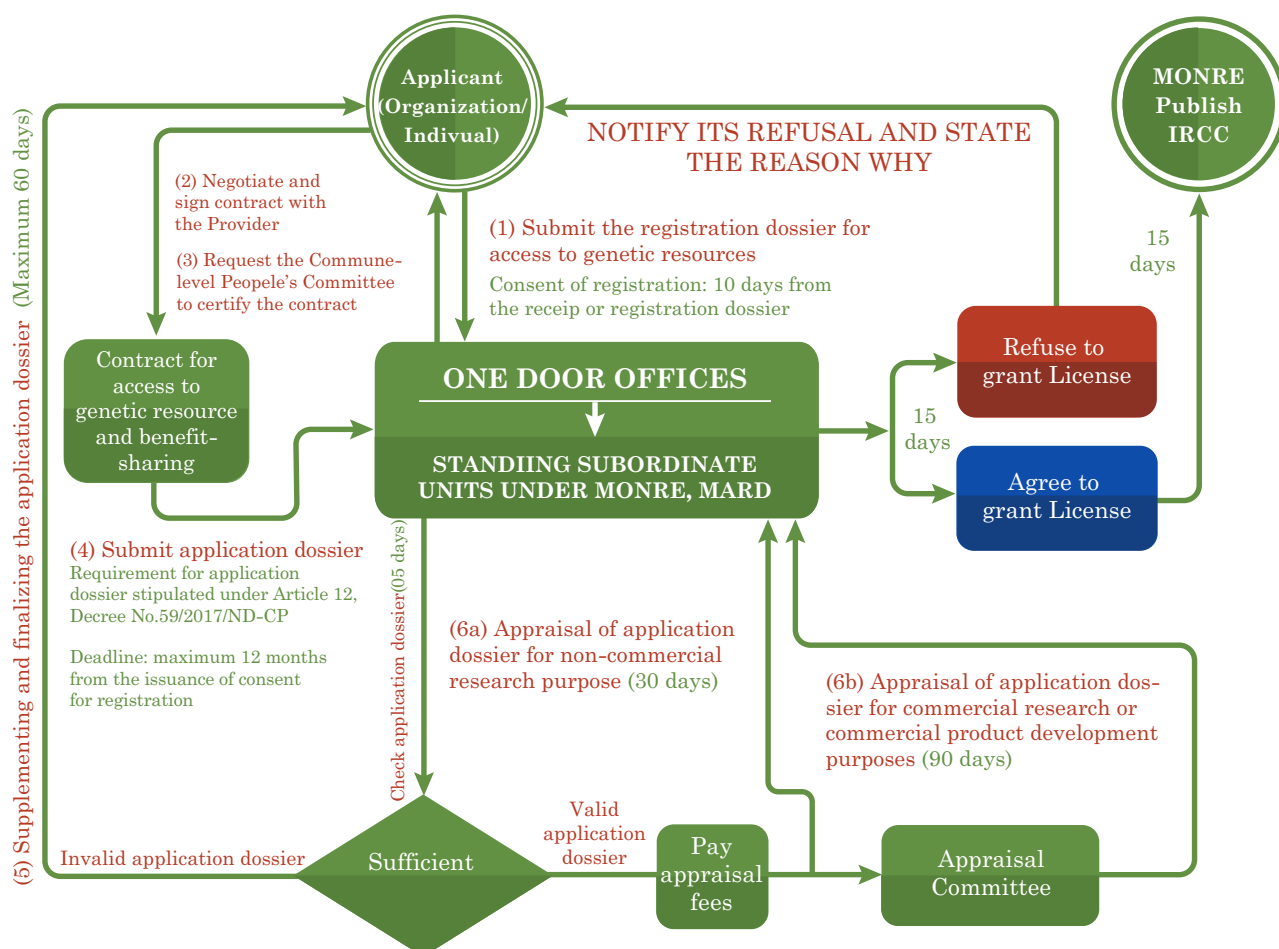 Applicant
(Organization/
Indivual)
MONRE
Publish
IRCC
NOTIFY ITS REFUSAL AND STATE
THE REASON WHY
(5) Supplementing and finalizing the application dossier (Maximum 60 days)
(2) Negotiate and
sign contract with
the Provider
(3) Request the Commune-
level Peopele's Committee
to certify the contract
(1) Submit the registration dossier for
access to genetic resources
Consent of registration: 10 days from
the receip or registration dossier
15
days
Contract for
access to
genetic resource
and benefit-
sharing
ONE DOOR OFFICES
STANDIING SUBORDINATE
UNITS UNDER MONRE, MARD
Refuse to
grant License
15
days
Agree to
grant License
(4) Submit application dossier
Requirement for application
dossier stipulated under Article 12,
Decree No.59/2017/ND-CP
Deadline: maximum 12 months
from the issuance of consent
for registration
Check application dossier(05 days)
(6a) Appraisal of application
dossier for non-commercial
research purpose (30 days)
(6b) Appraisal of application dos-
sier for commercial research or
commercial product development
purposes (90 days)
Invalid application dossier
Sufficient
Valid
application
dossier
Pay
appraisal
fees
Appraisal
Committee